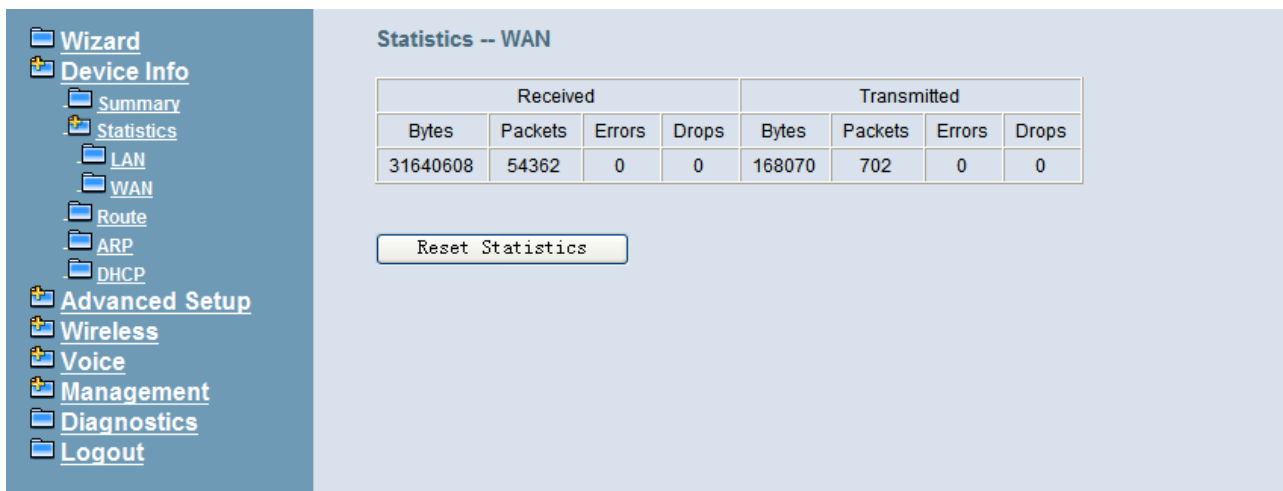 Wizard
Device Info
Summary
Statistics
LAN
WAN
Route
ARP
DHCP
Advanced Setup
Wireless
Voice
Management
Diagnostics
Logout
Statistics -- WAN
Received Transmitted
Bytes Packets Errors Drops Bytes Packets Errors Drops
31640608 54362 0 0 168070 702 0 0
Reset Statistics